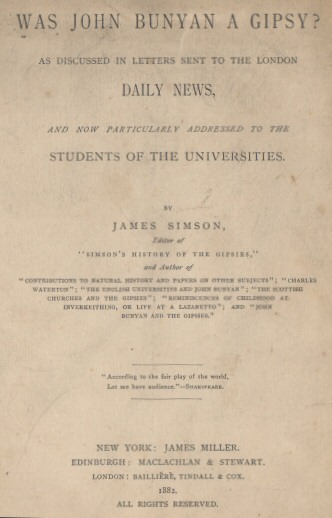 WAS JOHN BUNYAN A GIPSY?
AS DISCUSSED IN LETTERS SENT TO THE LONDON
DAILY NEWS,
AND NOW PARTICULARLY ADDRESSED TO THE
STUDENTS OF THE UNIVERSITIES.
BY
JAMES SIMSON,
Editor of
"SIMSON'S HISTORY OF THE GIPSIES,"
and Author of
"CONTRIBUTIONS TO NATURAL HISTORY AND PAPERS ON OTHER SUBJECTS"; "CHARLES
WATERTON"; "THE ENGLISH UNIVERSITIES AND JOHN BUNYAN"; "THE SCOTTISH
CHURCHES AND THE GIPSIES"; "REMINISCENCES OF CHILDHOOD AT
INVERKEITHING, OR LIFE AT A LAZARETTO"; AND "JOHN
BUNYAN AND THE GIPSIES."
"According to the fair play of the world,
Let me have audience."—SHAKSPEARE.
NEW YORK: JAMES MILLER.
EDINBURGH: MACLACHLAN & STEWART.
LONDON: BAILLIÈRE, TINDALL & COX.
1882.
ALL RIGHTS RESERVED.